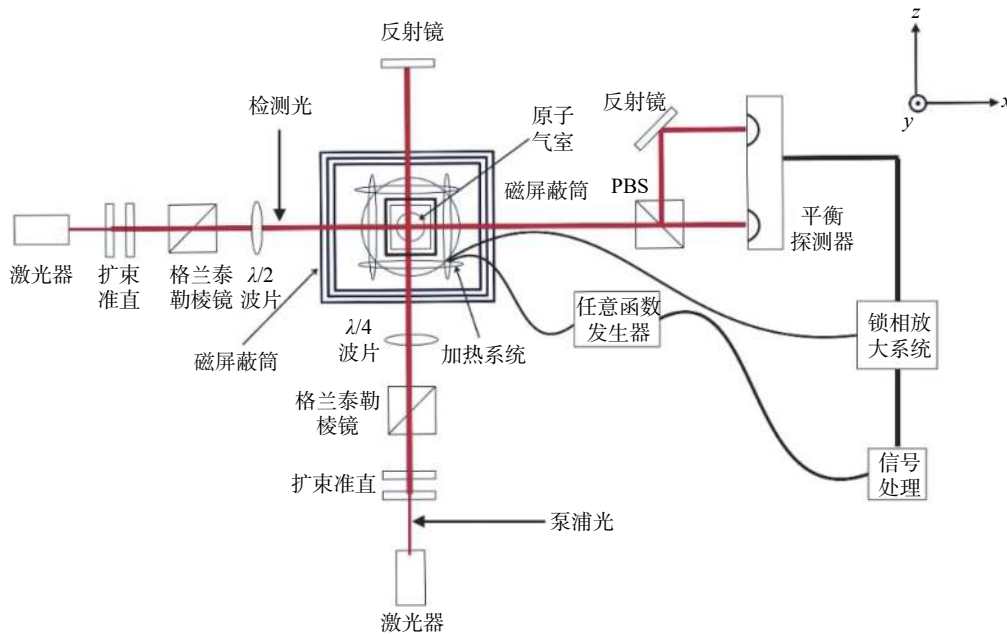 反射镜
z
检测光
原子
气室
反射镜
x
y
磁屏蔽筒
PBS
平衡
探测器
激光器
扩束
准直
格兰泰
勒棱镜
λ/2
波片
λ/4
波片
磁屏蔽筒
加热系统
任意函数
发生器
锁相放
大系统
格兰泰勒
棱镜
扩束准直
信号
处理
泵浦光
激光器